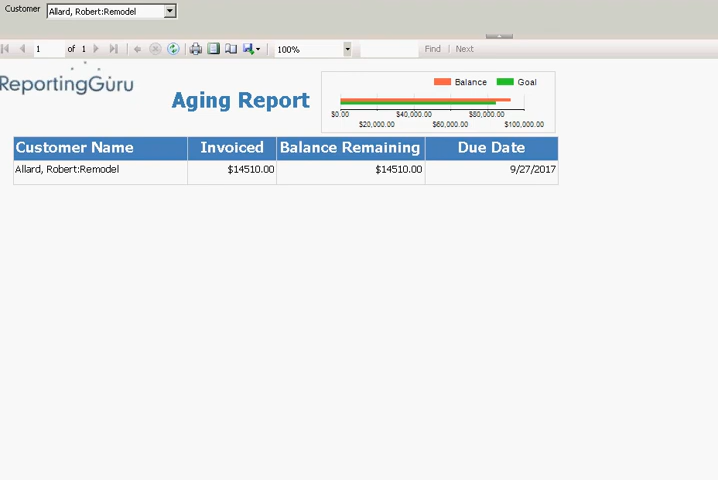 Customer Allard, Robert:Remodel
1 of 1 100% Find Next
ReportingGuru
Aging Report
Balance Goal
$0.00 $40,000.00 $80,000.00
$20,000.00 $60,000.00 $100,000.00
Customer Name Invoiced Balance Remaining Due Date
Allard, Robert:Remodel $14510.00 $14510.00 9/27/2017